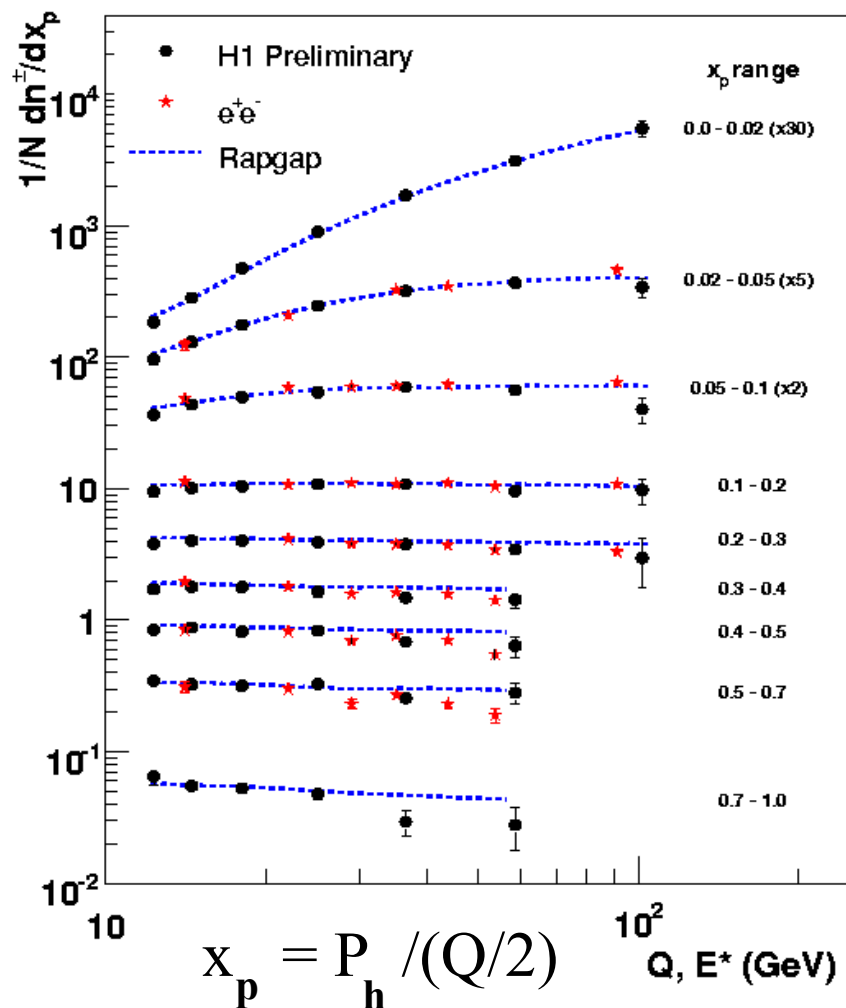 1/N dn±/dxp
H1 Preliminary
e+e-
Rapgap
xp range
10^4
0.0 - 0.02 (x30)
10^3
0.02 - 0.05 (x5)
10^2
0.05 - 0.1 (x2)
10
0.1 - 0.2
0.2 - 0.3
0.3 - 0.4
1
0.4 - 0.5
0.5 - 0.7
10^-1
0.7 - 1.0
10^-2
10
10^2
xp = Ph /(Q/2)
Q, E* (GeV)